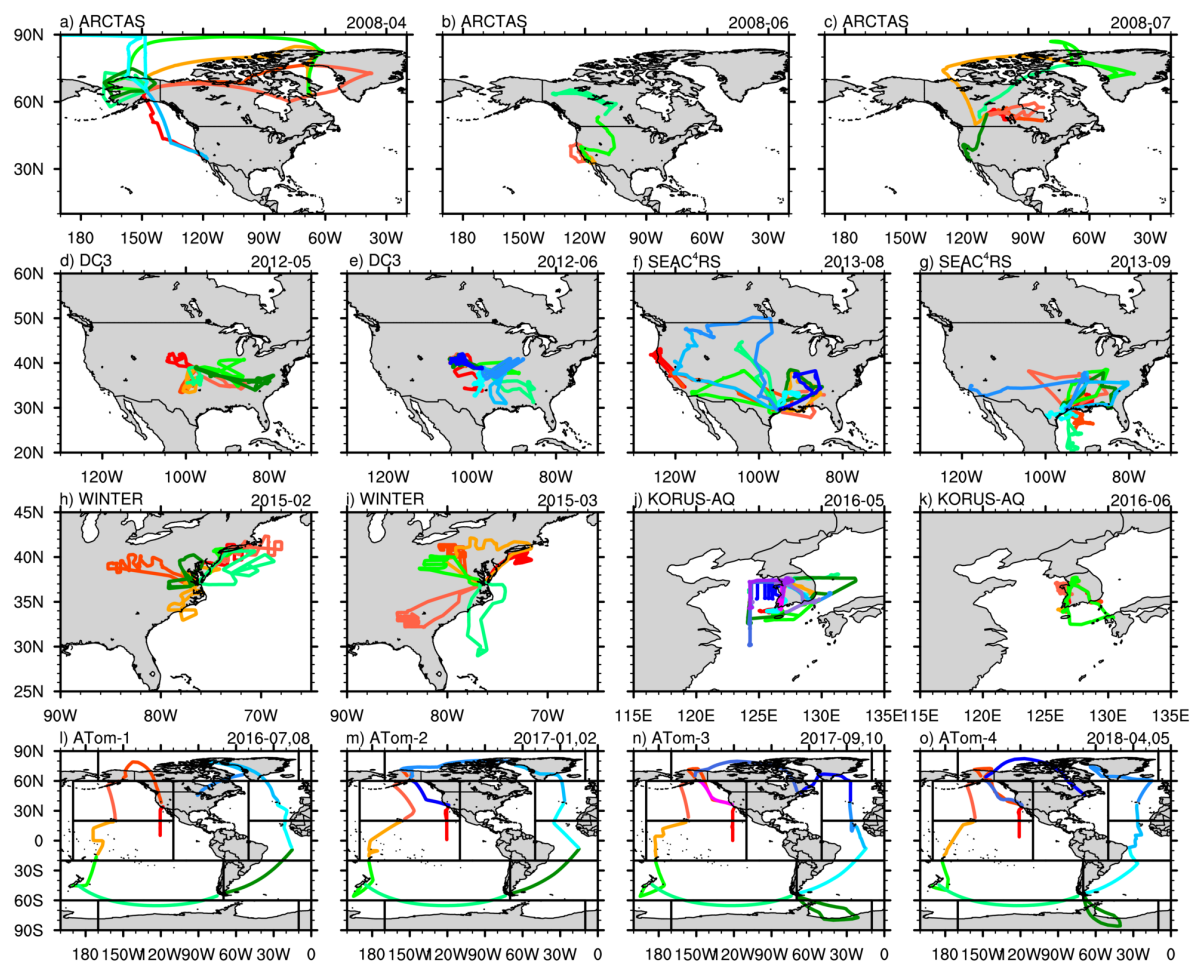 a) ARCTAS 2008-04 b) ARCTAS 2008-06 c) ARCTAS 2008-07
90N
60N
30N
180 150W 120W 90W 60W 30W 180 150W 120W 90W 60W 30W 180 150W 120W 90W 60W 30W
d) DC3 2012-05 e) DC3 2012-06 f) SEAC⁴RS 2013-08 g) SEAC⁴RS 2013-09
60N
50N
40N
30N
20N
120W 100W 80W 120W 100W 80W 120W 100W 80W 120W 100W 80W
h) WINTER 2015-02 i) WINTER 2015-03 j) KORUS-AQ 2016-05 k) KORUS-AQ 2016-06
45N
40N
35N
30N
25N
90W 80W 70W 90W 80W 70W 115E 120E 125E 130E 135E 115E 120E 125E 130E 135E
l) ATom-1 2016-07,08 m) ATom-2 2017-01,02 n) ATom-3 2017-09,10 o) ATom-4 2018-04,05
90N
60N
30N
0
30S
60S
90S
180 150W 120W 90W 60W 30W 0 180 150W 120W 90W 60W 30W 0 180 150W 120W 90W 60W 30W 0 180 150W 120W 90W 60W 30W 0